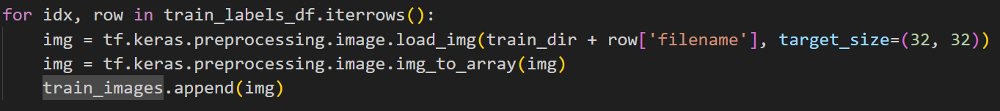 for idx, row in train_labels_df.iterrows():
    img = tf.keras.preprocessing.image.load_img(train_dir + row['filename'], target_size=(32, 32))
    img = tf.keras.preprocessing.image.img_to_array(img)
    train_images.append(img)